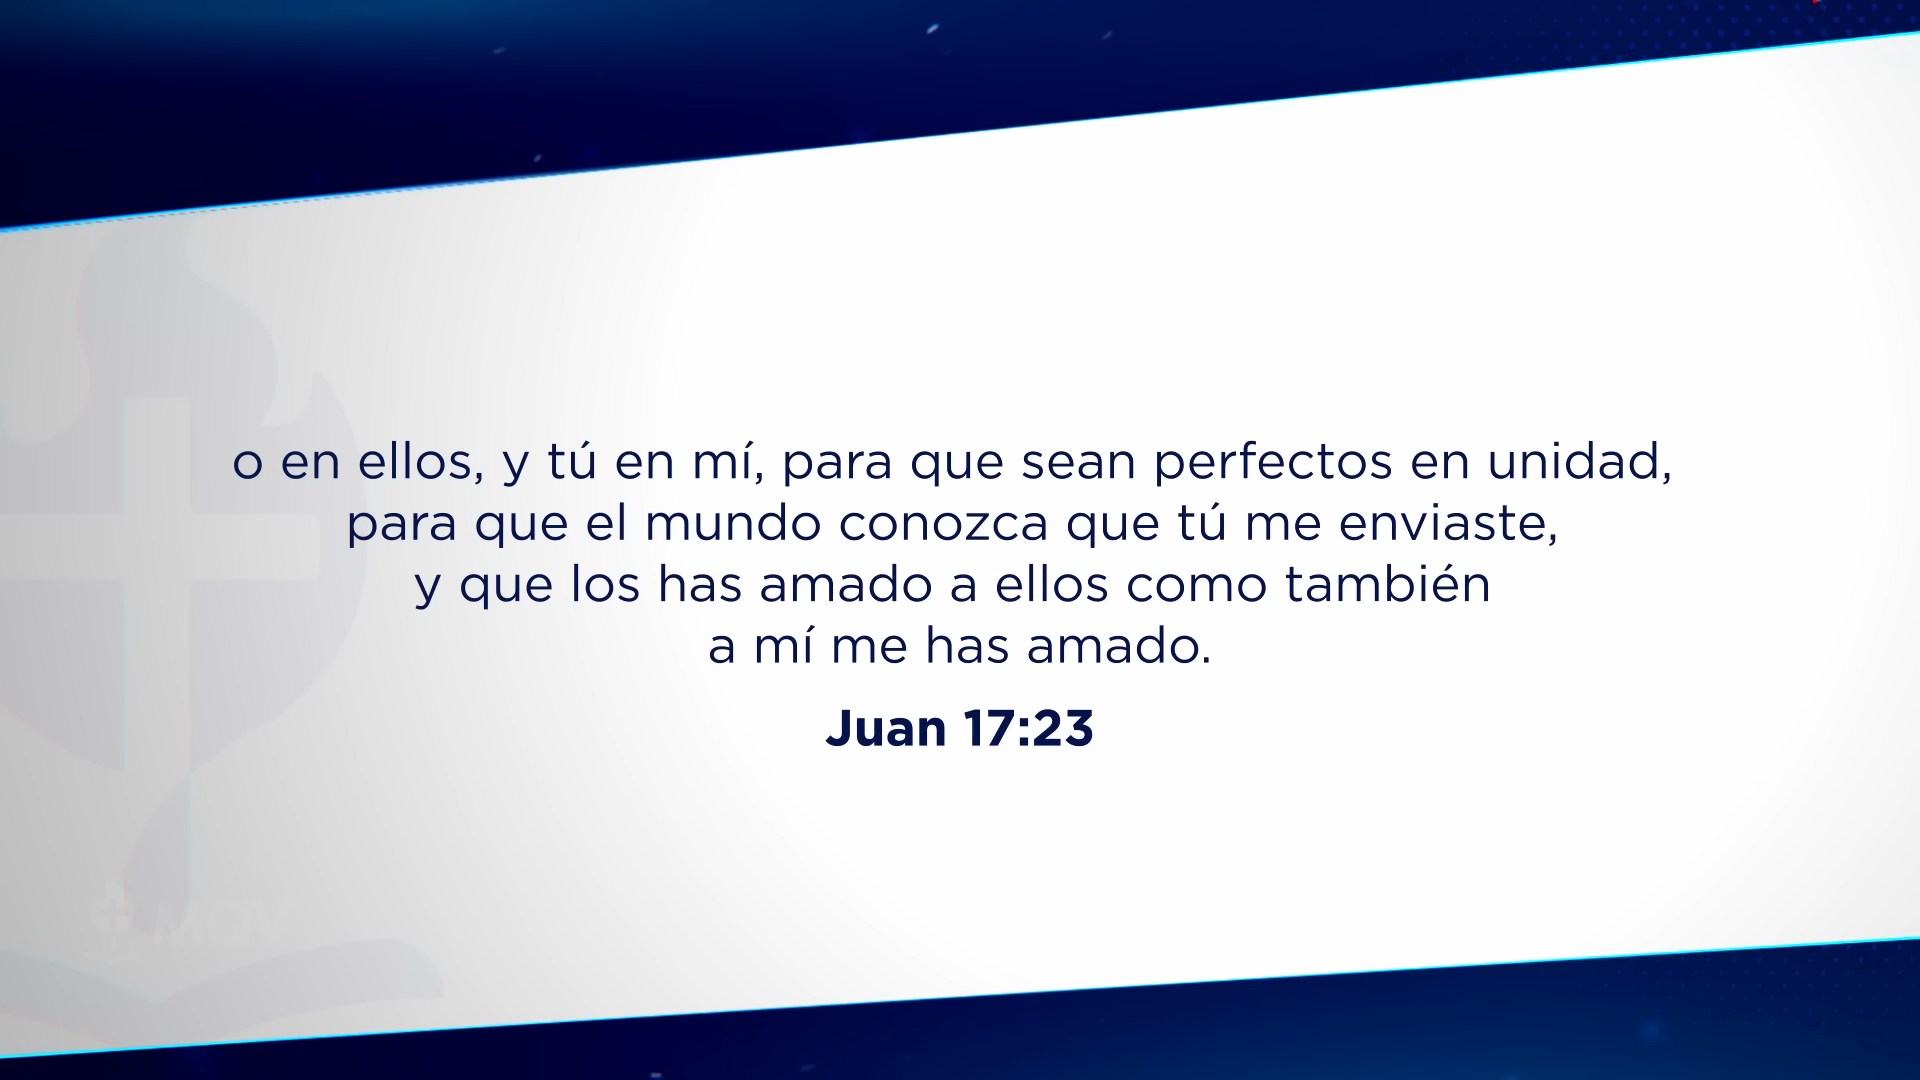 o en ellos, y tú en mí, para que sean perfectos en unidad,
para que el mundo conozca que tú me enviaste,
y que los has amado a ellos como también
a mí me has amado.
Juan 17:23
MQV